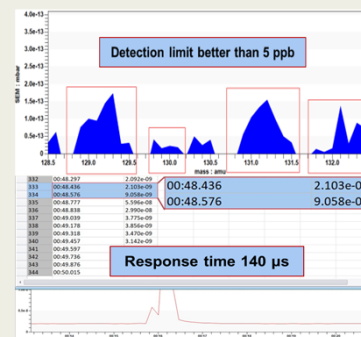 4.0e-13
3.5e-13
3.0e-13
2.5e-13
2.0e-13
1.5e-13
1.0e-13
0.5e-13
0.0e-13
SEM : mbar
Detection limit better than 5 ppb
128.5 129.0 129.5 130.0 130.5 131.0 131.5 132.0
mass : amu
332 00:48.297 2.092e-09
333 00:48.436 2.103e-09
334 00:48.576 9.058e-09
335 00:48.777 5.596e-08
336 00:48.838 2.990e-08
337 00:49.039 3.775e-09
338 00:49.178 3.856e-09
339 00:49.318 3.470e-09
340 00:49.457 3.142e-09
341 00:49.597
342 00:49.736
343 00:49.876
344 00:50.015
00:48.436 2.103e-0
00:48.576 9.058e-0
Response time 140 µs